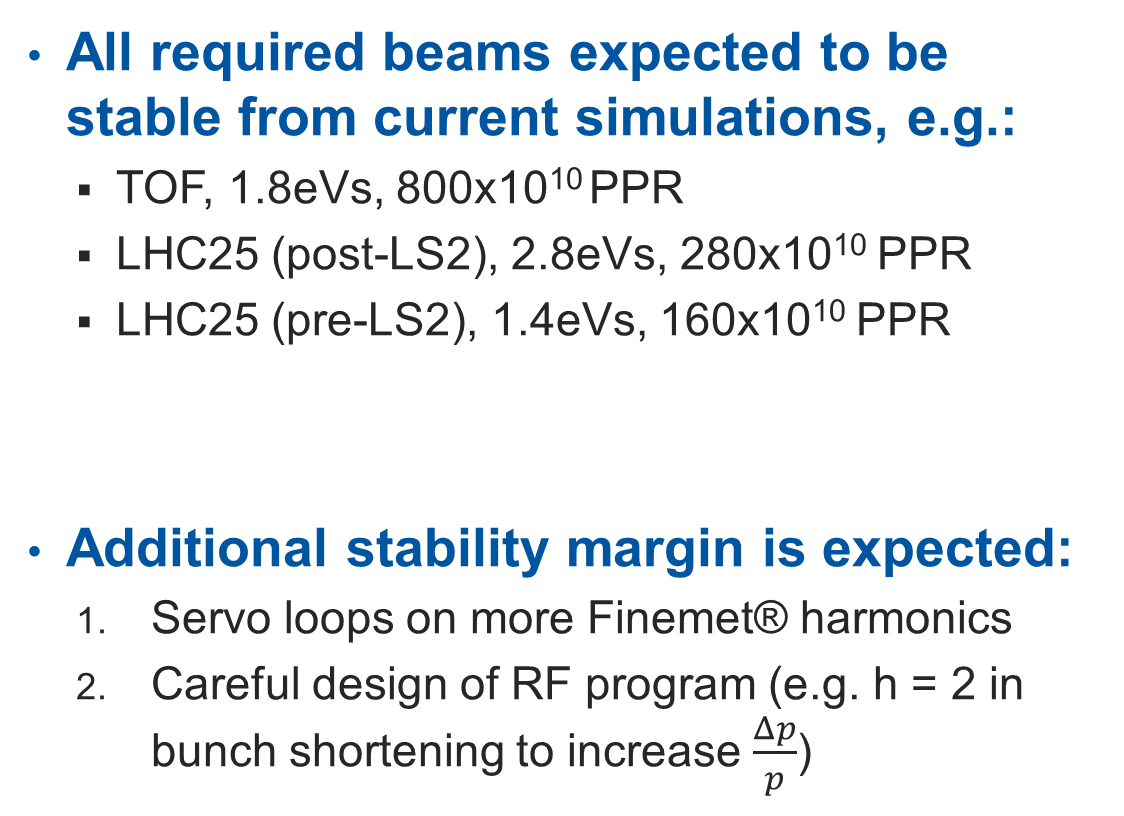 • All required beams expected to be
stable from current simulations, e.g.:
▪ TOF, 1.8eVs, 800x10¹⁰ PPR
▪ LHC25 (post-LS2), 2.8eVs, 280x10¹⁰ PPR
▪ LHC25 (pre-LS2), 1.4eVs, 160x10¹⁰ PPR
• Additional stability margin is expected:
1. Servo loops on more Finemet® harmonics
2. Careful design of RF program (e.g. h = 2 in
bunch shortening to increase Δp/p)